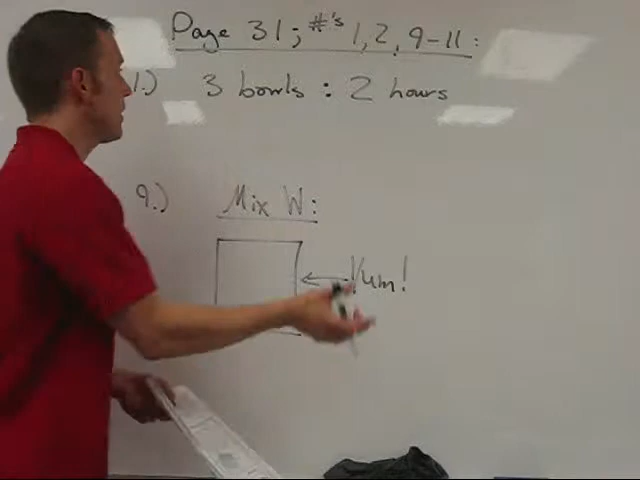 Page 31; #'s 1, 2, 9-11:
1.) 3 bowls : 2 hours
9.) Mix W:
Yum!